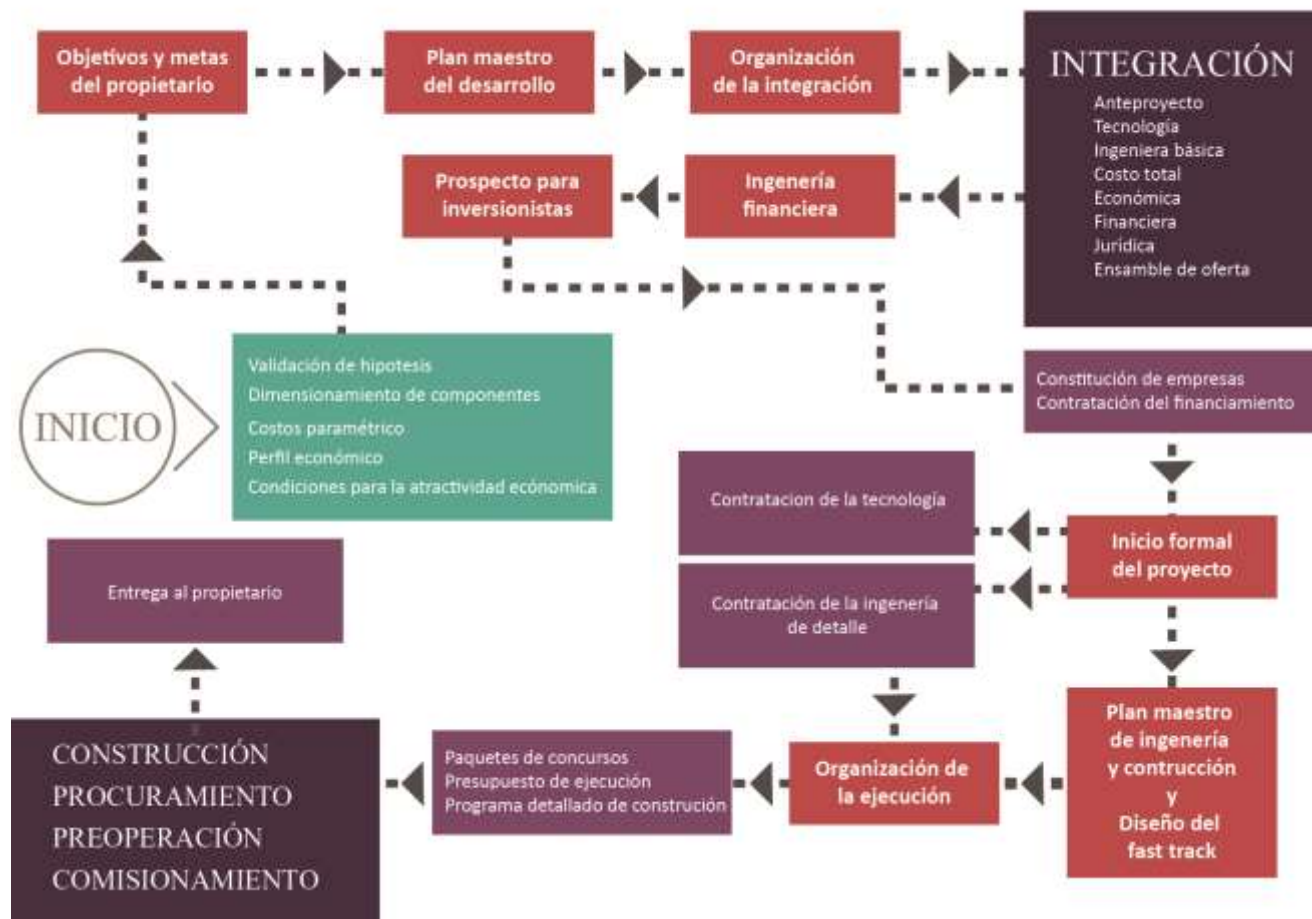 Objetivos y metas
del propietario
Plan maestro
del desarrollo
Organización
de la integración
INTEGRACIÓN
Anteproyecto
Tecnología
Ingeniera básica
Costo total
Económica
Financiera
Jurídica
Ensamble de oferta
Prospecto para
inversionistas
Ingenería
financiera
INICIO
Validación de hipotesis
Dimensionamiento de componentes
Costos paramétrico
Perfil económico
Condiciones para la atractividad ecónomica
Constitución de empresas
Contratación del financiamiento
Contratacion de la tecnología
Inicio formal
del proyecto
Contratación de la ingenería
de detalle
Entrega al propietario
Plan maestro
de ingenería
y contrucción
y
Diseño del
fast track
Organización de
la ejecución
Paquetes de concursos
Presupuesto de ejecución
Programa detallado de construción
CONSTRUCCIÓN
PROCURAMIENTO
PREOPERACIÓN
COMISIONAMIENTO